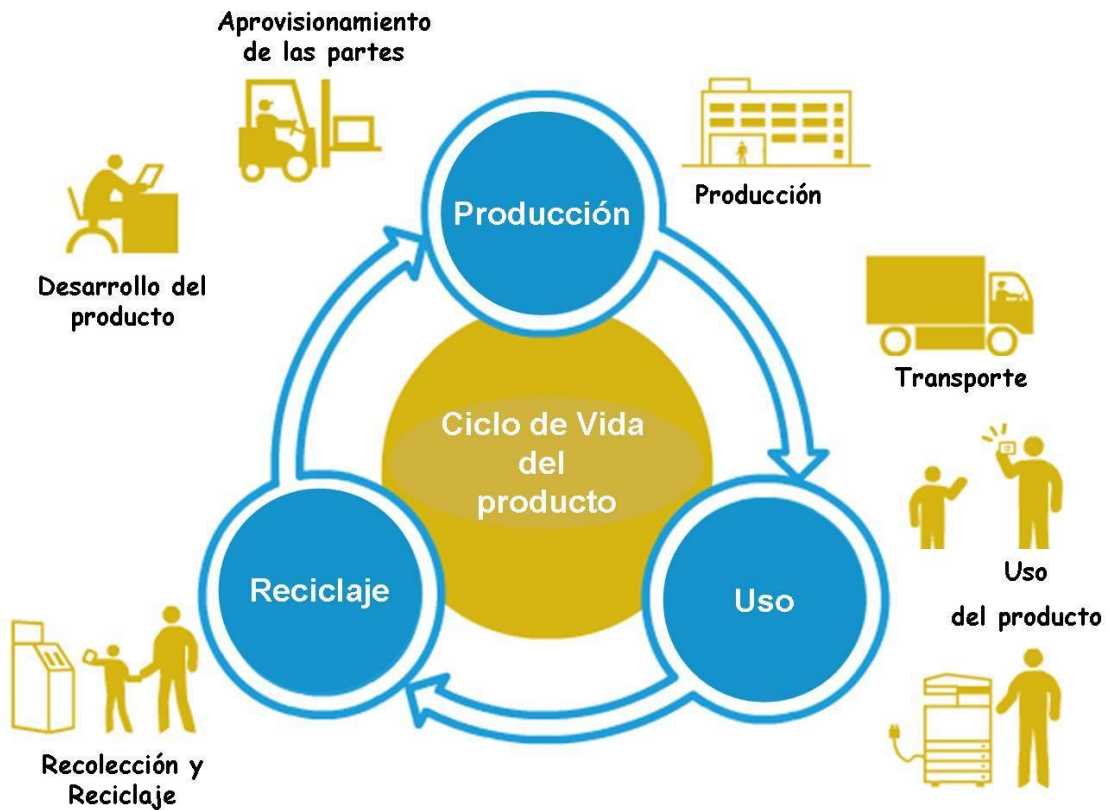 Aprovisionamiento
de las partes
Producción
Producción
Desarrollo del
producto
Transporte
Ciclo de Vida
del
producto
Reciclaje
Uso
Uso
del producto
Recolección y
Reciclaje